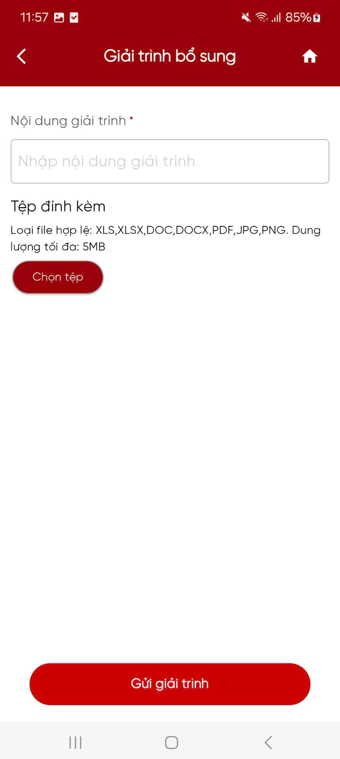 11:57
85%
Giải trình bổ sung
Nội dung giải trình *
Nhập nội dung giải trình
Tệp đính kèm
Loại file hợp lệ: XLS,XLSX,DOC,DOCX,PDF,JPG,PNG. Dung
lượng tối đa: 5MB
Chọn tệp
Gửi giải trình